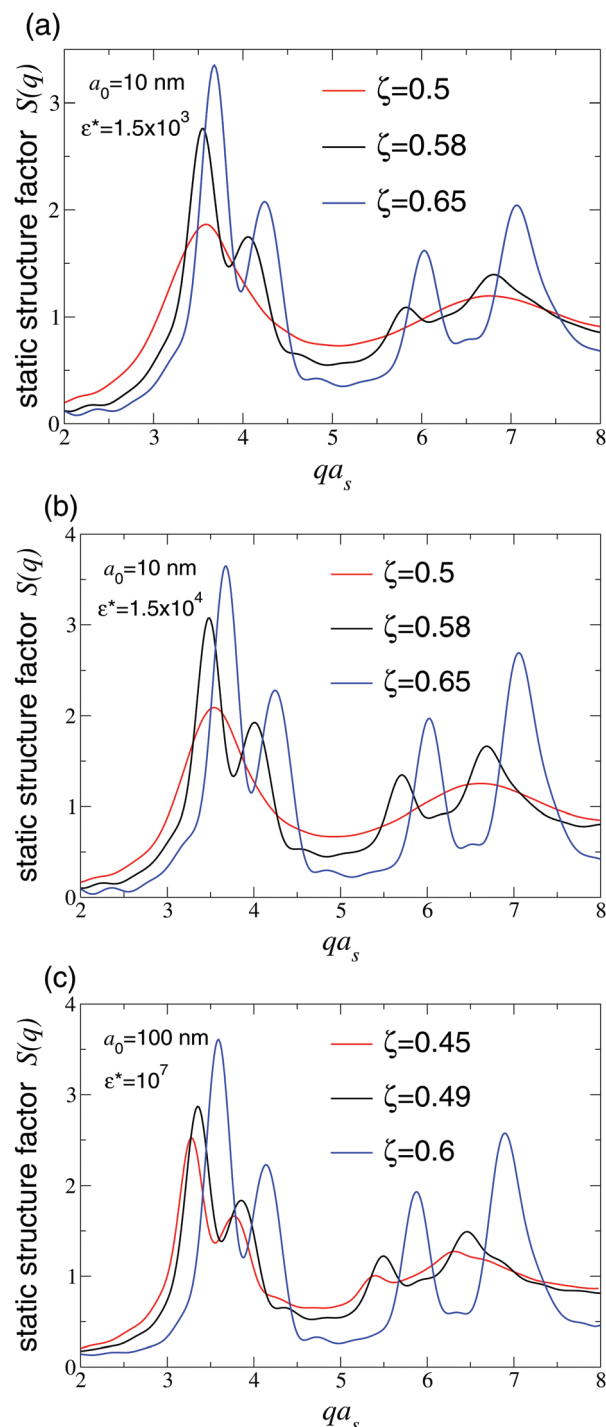 (a)
a₀=10 nm
ε*=1.5x10³
ζ=0.5
ζ=0.58
ζ=0.65
static structure factor S(q)
3
2
1
0
2 3 4 5 6 7 8
qaₛ
(b)
a₀=10 nm
ε*=1.5x10⁴
ζ=0.5
ζ=0.58
ζ=0.65
static structure factor S(q)
4
3
2
1
0
2 3 4 5 6 7 8
qaₛ
(c)
a₀=100 nm
ε*=10⁷
ζ=0.45
ζ=0.49
ζ=0.6
static structure factor S(q)
4
3
2
1
0
2 3 4 5 6 7 8
qaₛ